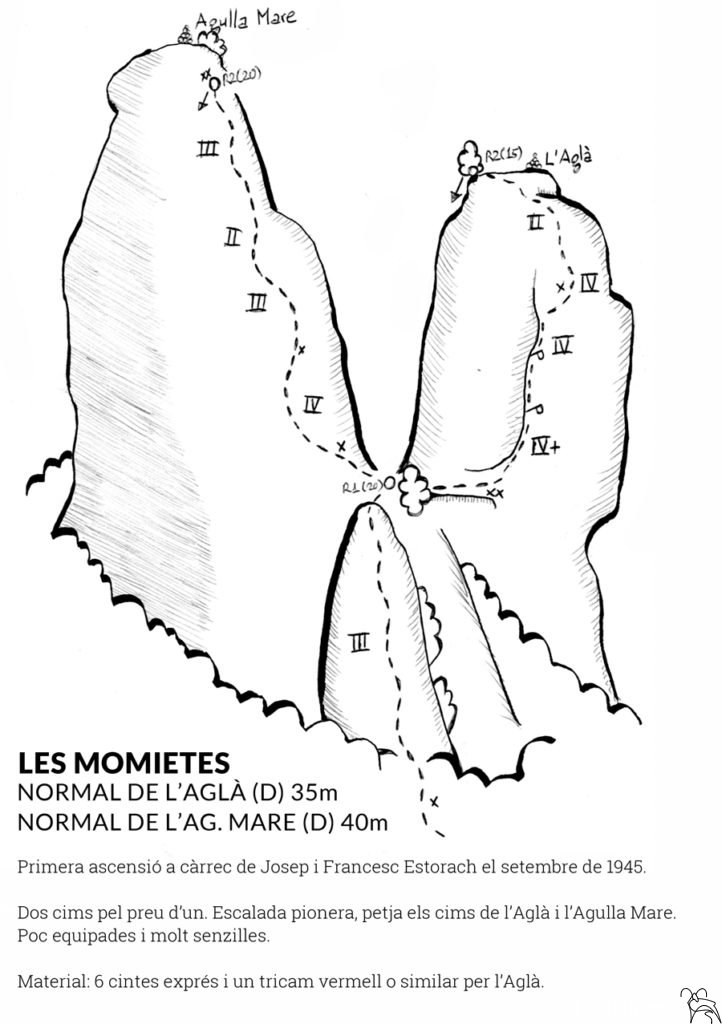 Agulla Mare
xx
R2(20)
R2(15)
L'Aglà
III
II
II
x
IV
III
x
IV
IV
x
IV+
R1(20)
xx
III
x
LES MOMIETES
NORMAL DE L'AGLÀ (D) 35m
NORMAL DE L'AG. MARE (D) 40m
Primera ascensió a càrrec de Josep i Francesc Estorach el setembre de 1945.
Dos cims pel preu d'un. Escalada pionera, petja els cims de l'Aglà i l'Agulla Mare.
Poc equipades i molt senzilles.
Material: 6 cintes exprés i un tricam vermell o similar per l'Aglà.